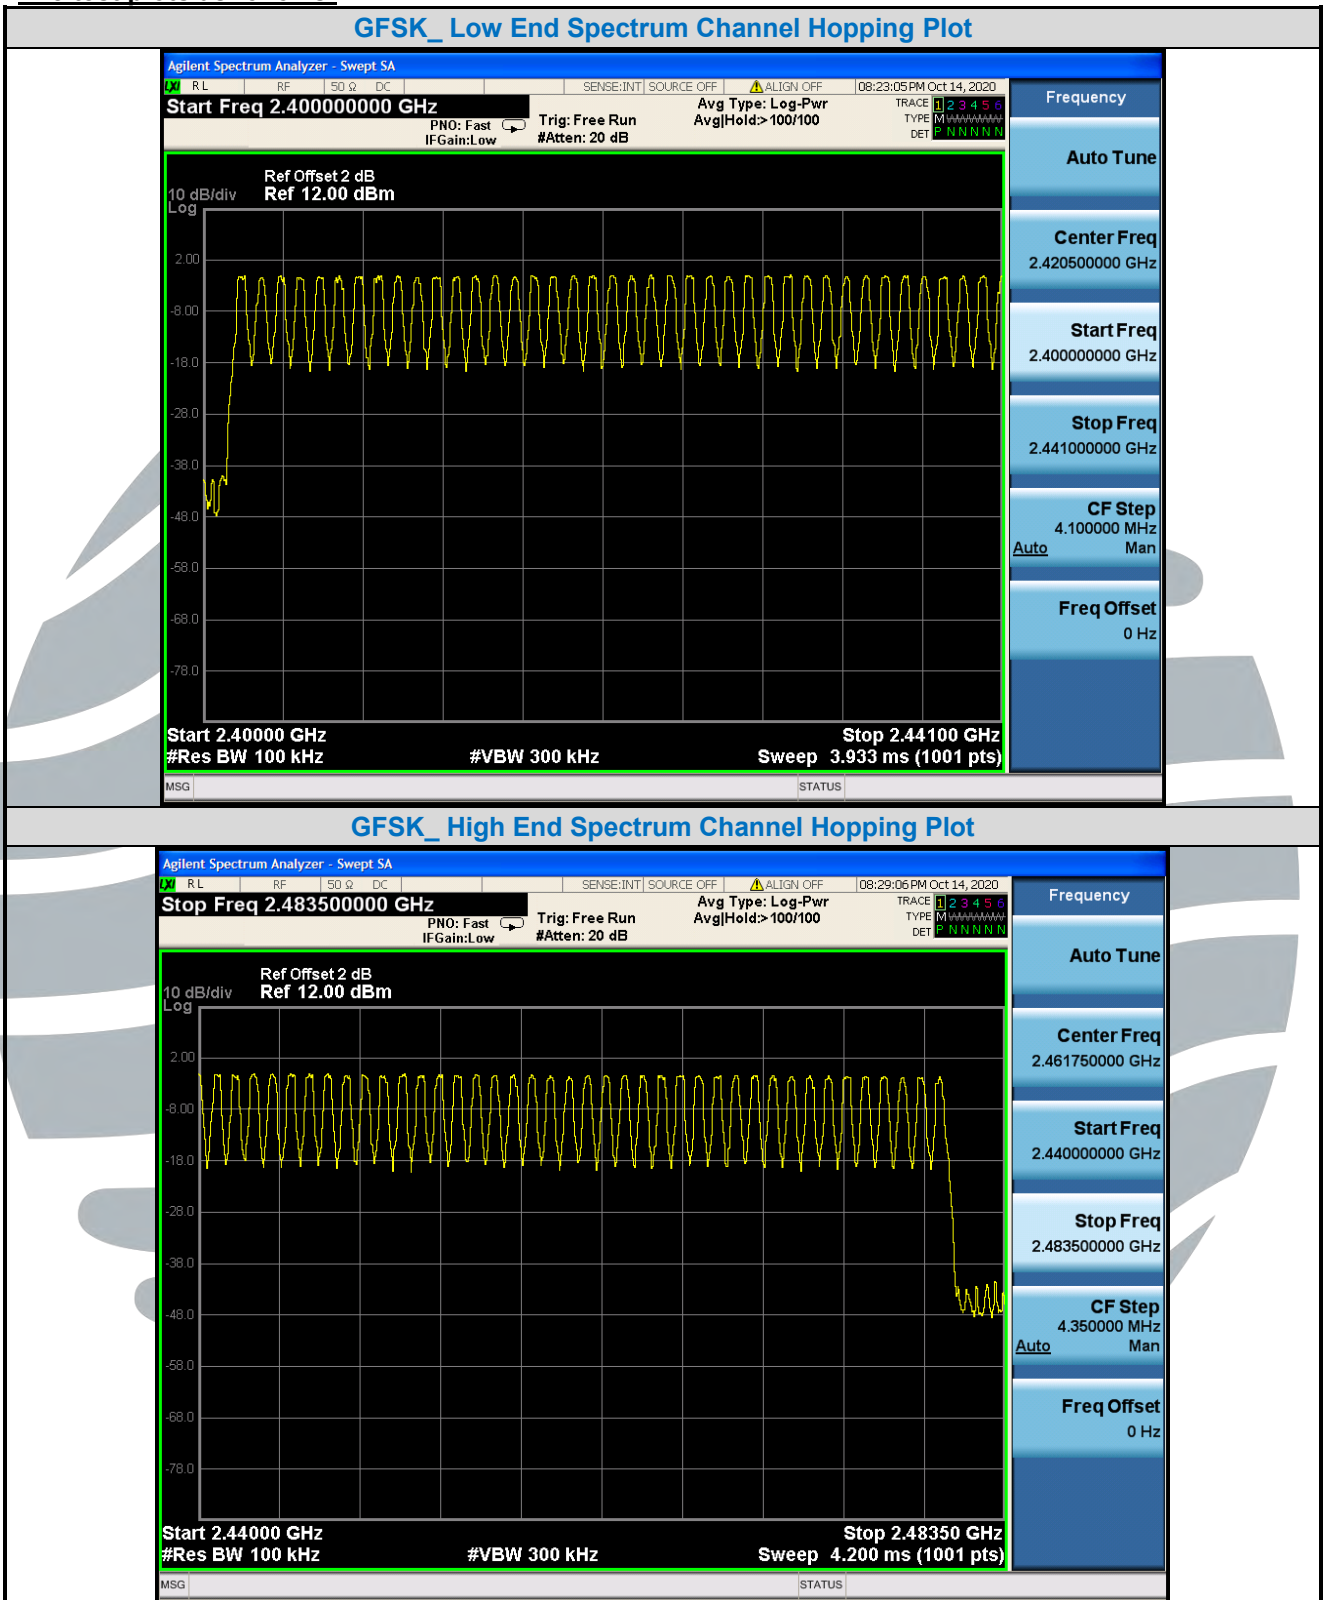 GFSK_ Low End Spectrum Channel Hopping Plot
Agilent Spectrum Analyzer - Swept SA
LXI RL RF 50 Ω DC SENSE:INT SOURCE OFF ALIGN OFF 08:23:05 PM Oct 14, 2020
Start Freq 2.400000000 GHz
PNO: Fast
IFGain:Low
Trig: Free Run
#Atten: 20 dB
Avg Type: Log-Pwr
Avg|Hold:>100/100
TRACE 1 2 3 4 5 6
TYPE M
DET P N N N N N
Ref Offset 2 dB
10 dB/div Ref 12.00 dBm
Log
2.00
-8.00
-18.0
-28.0
-38.0
-48.0
-58.0
-68.0
-78.0
Start 2.40000 GHz
Stop 2.44100 GHz
#Res BW 100 kHz
#VBW 300 kHz
Sweep 3.933 ms (1001 pts)
MSG
STATUS
Frequency
Auto Tune
Center Freq
2.420500000 GHz
Start Freq
2.400000000 GHz
Stop Freq
2.441000000 GHz
CF Step
4.100000 MHz
Auto Man
Freq Offset
0 Hz
GFSK_ High End Spectrum Channel Hopping Plot
Agilent Spectrum Analyzer - Swept SA
LXI RL RF 50 Ω DC SENSE:INT SOURCE OFF ALIGN OFF 08:29:06 PM Oct 14, 2020
Stop Freq 2.483500000 GHz
PNO: Fast
IFGain:Low
Trig: Free Run
#Atten: 20 dB
Avg Type: Log-Pwr
Avg|Hold:>100/100
TRACE 1 2 3 4 5 6
TYPE M
DET P N N N N N
Ref Offset 2 dB
10 dB/div Ref 12.00 dBm
Log
2.00
-8.00
-18.0
-28.0
-38.0
-48.0
-58.0
-68.0
-78.0
Start 2.44000 GHz
Stop 2.48350 GHz
#Res BW 100 kHz
#VBW 300 kHz
Sweep 4.200 ms (1001 pts)
MSG
STATUS
Frequency
Auto Tune
Center Freq
2.461750000 GHz
Start Freq
2.440000000 GHz
Stop Freq
2.483500000 GHz
CF Step
4.350000 MHz
Auto Man
Freq Offset
0 Hz